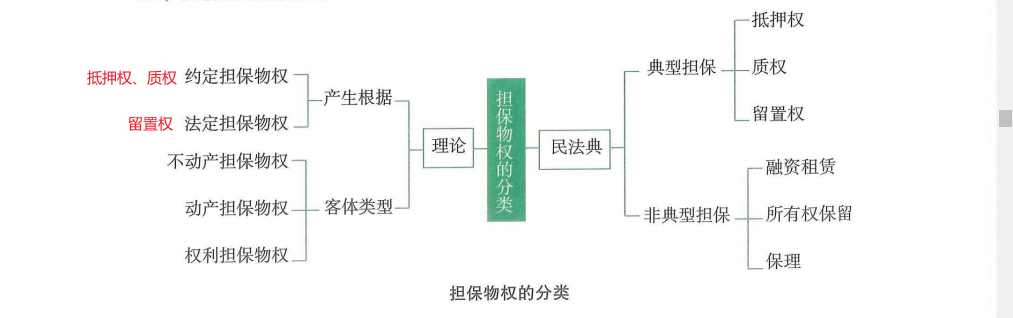 抵押权
典型担保
质权
抵押权、质权 约定担保物权
产生根据
留置权
留置权 法定担保物权
理论
担保物权的分类
民法典
不动产担保物权
融资租赁
动产担保物权
客体类型
非典型担保
所有权保留
权利担保物权
保理
担保物权的分类